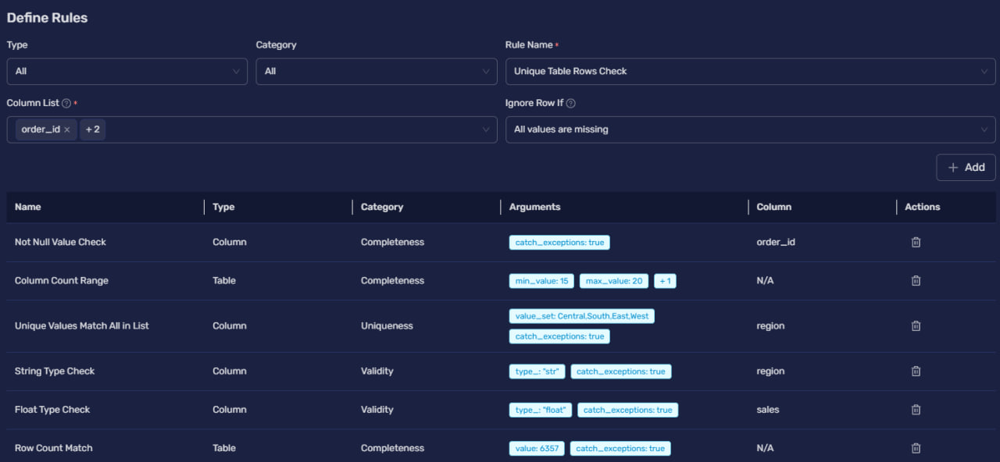 Define Rules
Type Category Rule Name *
All All Unique Table Rows Check
Column List ? * Ignore Row If ?
order_id × + 2 All values are missing
+ Add
Name Type Category Arguments Column Actions
Not Null Value Check Column Completeness catch_exceptions: true order_id
Column Count Range Table Completeness min_value: 15 max_value: 20 + 1 N/A
Unique Values Match All in List Column Uniqueness value_set: Central,South,East,West catch_exceptions: true region
String Type Check Column Validity type_: "str" catch_exceptions: true region
Float Type Check Column Validity type_: "float" catch_exceptions: true sales
Row Count Match Table Completeness value: 6357 catch_exceptions: true N/A